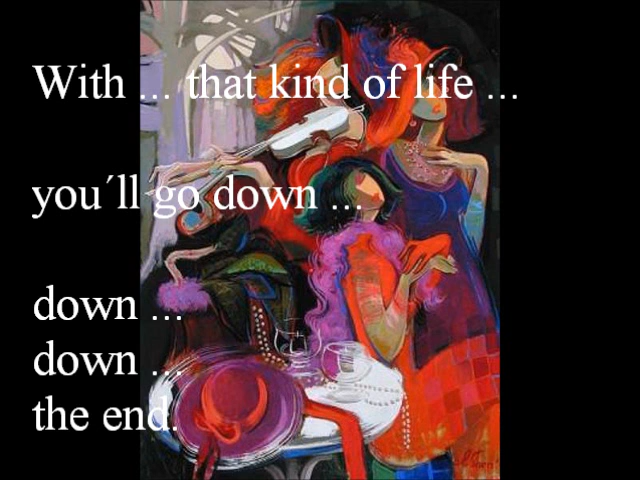 With ... that kind of life ...
you´ll go down ...
down ...
down ...
the end.